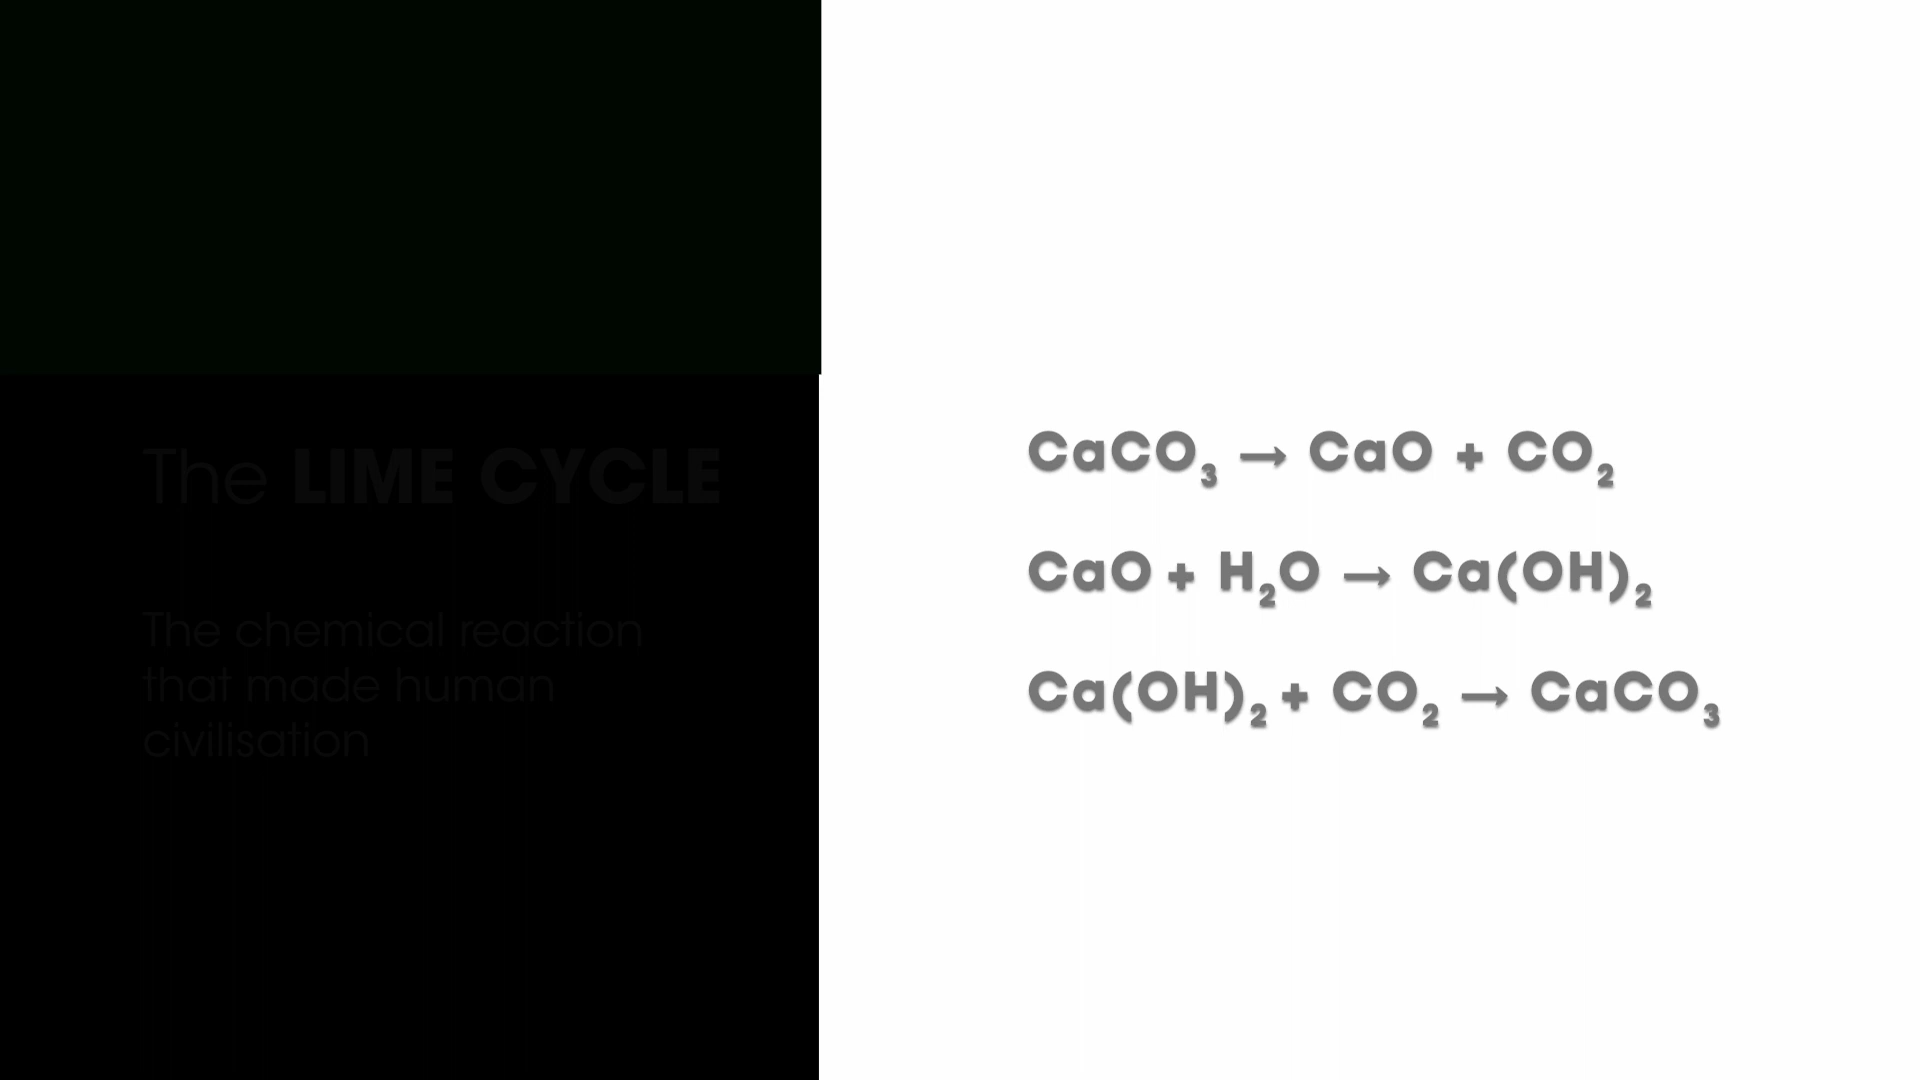 The LIME CYCLE
The chemical reaction
that made human
civilisation
CaCO₃ → CaO + CO₂
CaO + H₂O → Ca(OH)₂
Ca(OH)₂ + CO₂ → CaCO₃